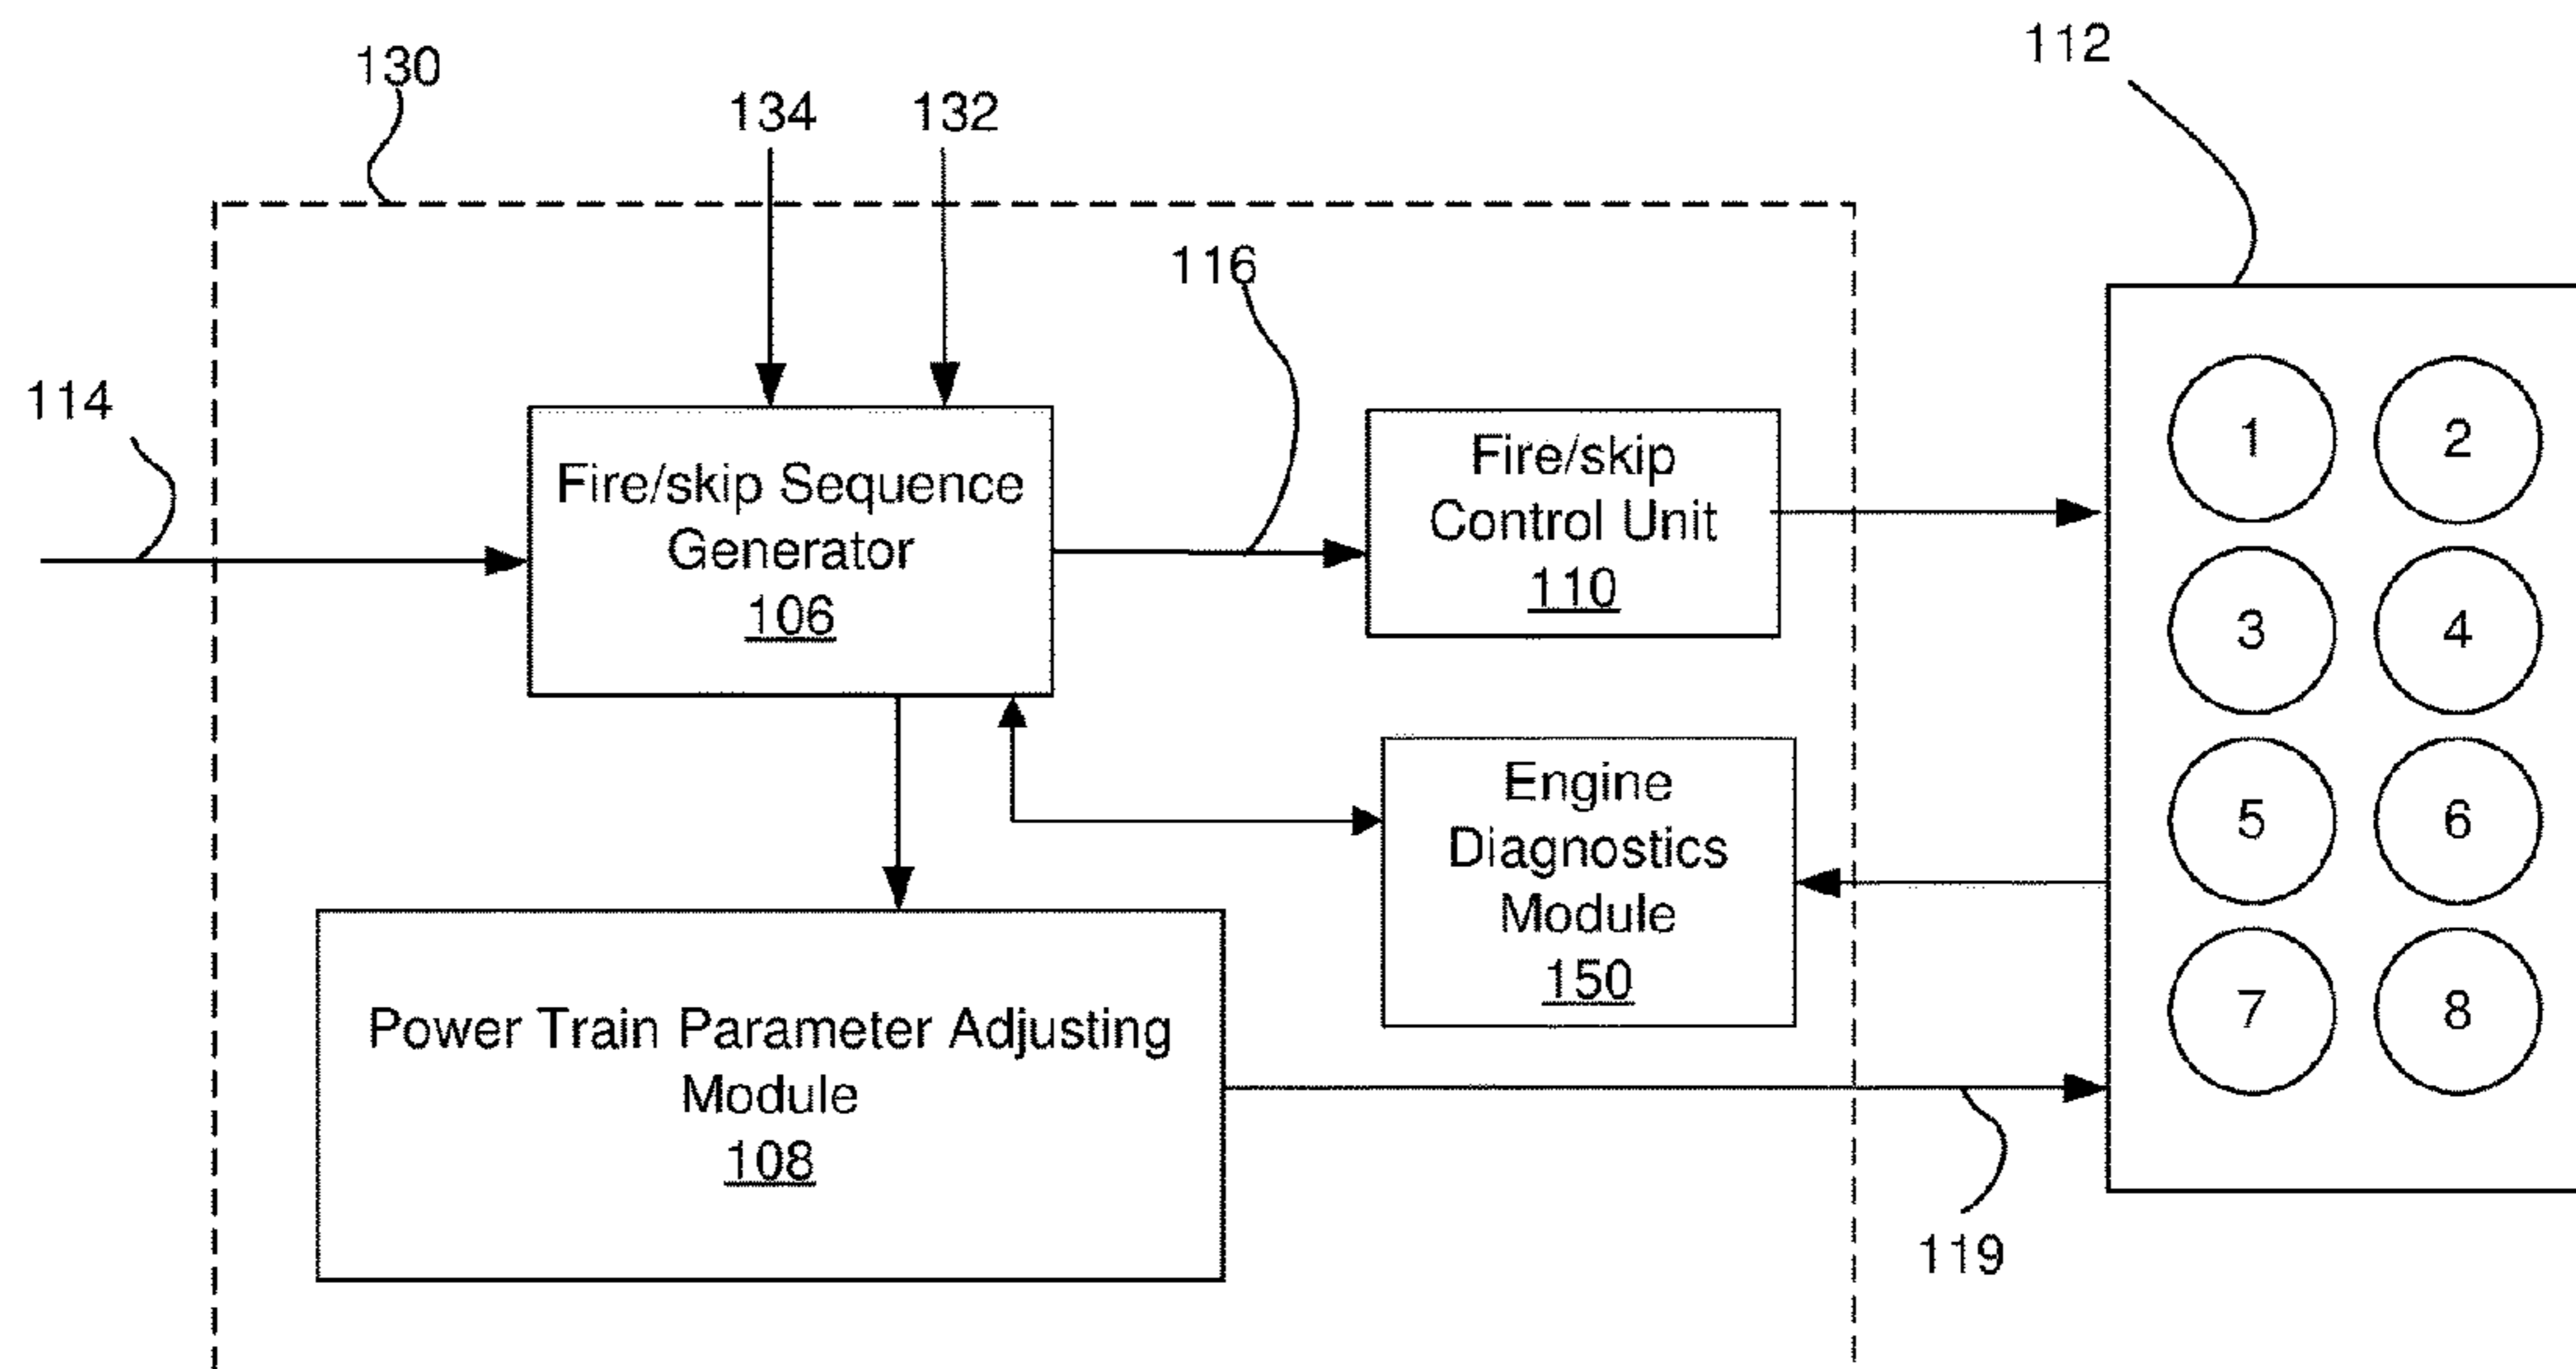 130
134
132
112
116
114
Fire/skip Sequence
Generator
106
Fire/skip
Control Unit
110
Engine
Diagnostics
Module
150
Power Train Parameter Adjusting
Module
108
119
1
2
3
4
5
6
7
8